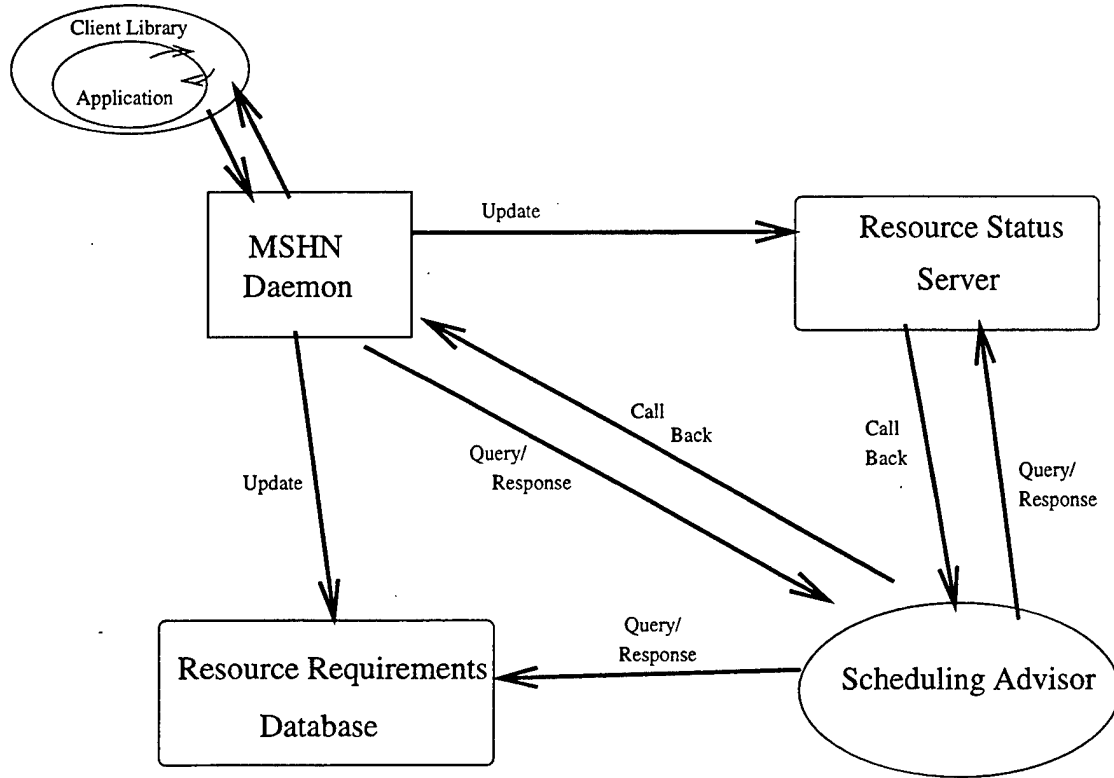 Client Library
Application
MSHN
Daemon
Update
Resource Status
Server
Call
Back
Query/
Response
Call
Back
Query/
Response
Update
Query/
Response
Resource Requirements
Database
Scheduling Advisor